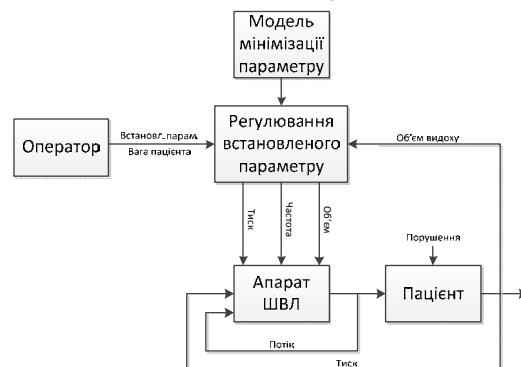 Модель
мінімізації
параметру
Регулювання
встановленого
параметру
Оператор
Встановл. парам.
Вага пацієнта
Об’єм видоху
Тиск
Частота
Об’єм
Порушення
Апарат
ШВЛ
Пацієнт
Потік
Тиск